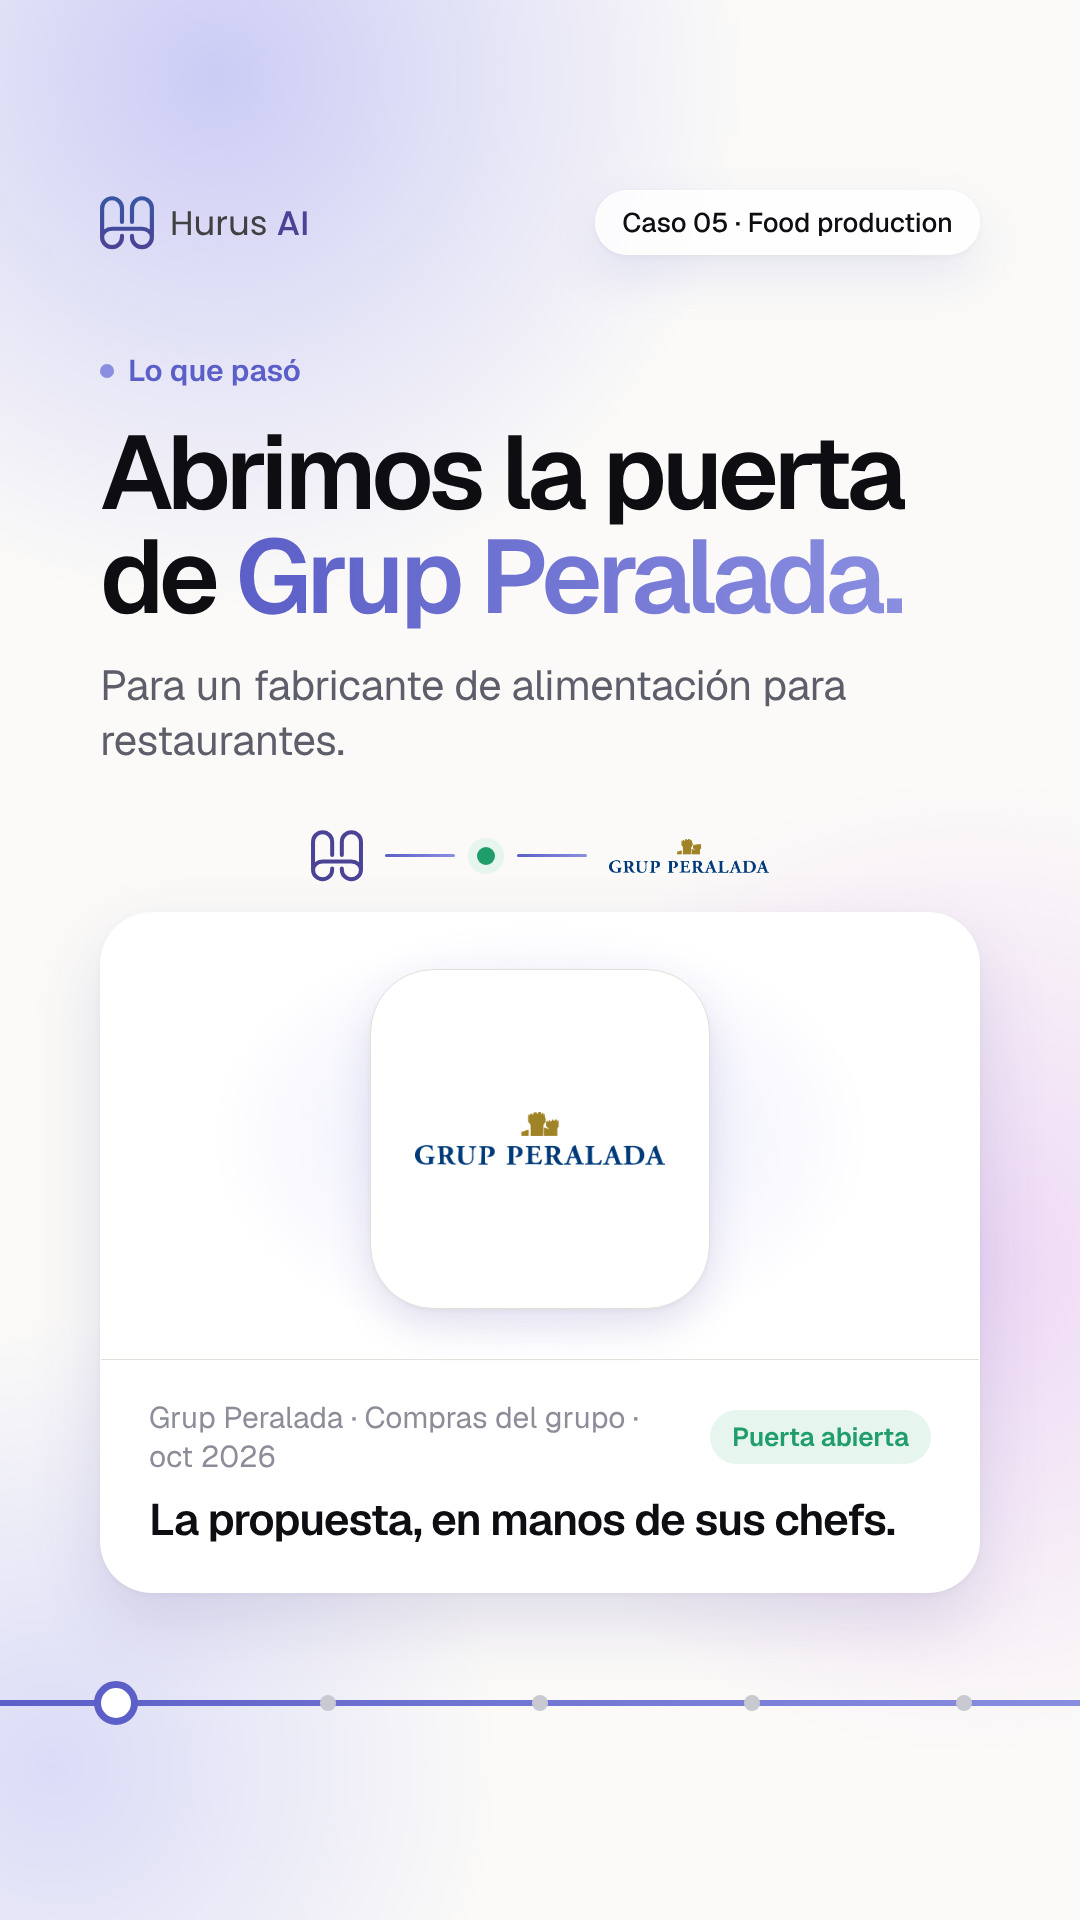 Hurus AI
Caso 05 · Food production
Lo que pasó
Abrimos la puerta
de Grup Peralada.
Para un fabricante de alimentación para
restaurantes.
GRUP PERALADA
GRUP PERALADA
Grup Peralada · Compras del grupo ·
oct 2026
Puerta abierta
La propuesta, en manos de sus chefs.